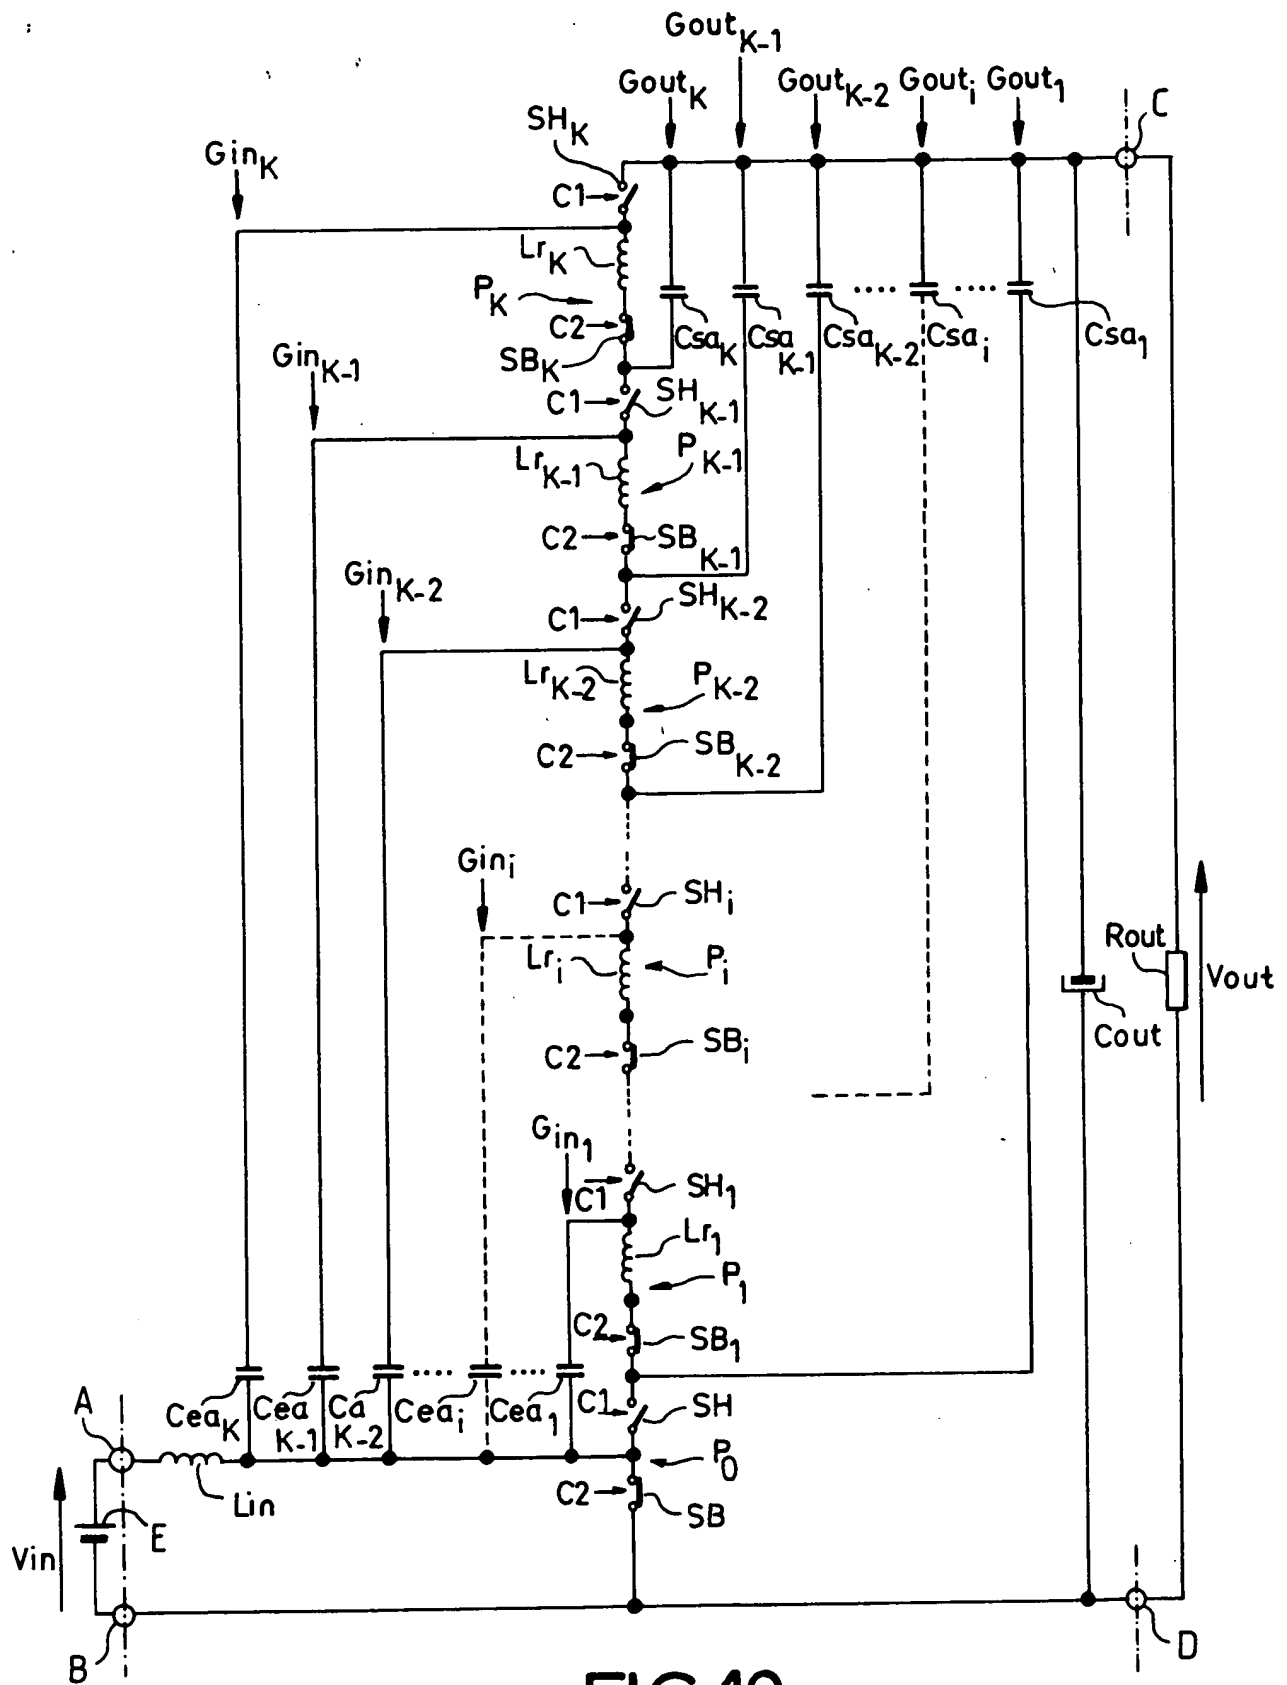 Gout K-1
Gout K
Gout K-2
Gout i
Gout 1
C
SH K
Gin K
C1
Lr K
P K
C2
SB K
Csa K
Csa K-1
Csa K-2
Csa i
Csa 1
Gin K-1
C1
SH K-1
Lr K-1
P K-1
C2
SB K-1
Gin K-2
C1
SH K-2
Lr K-2
P K-2
C2
SB K-2
Gin i
C1
SH i
Lr i
P i
Rout
Vout
Cout
C2
SB i
Gin 1
C1
SH 1
Lr 1
P 1
C2
SB 1
A
Cea K
Cea K-1
Ca K-2
Cea i
Cea 1
C1
SH
P 0
Lin
C2
SB
E
Vin
B
D